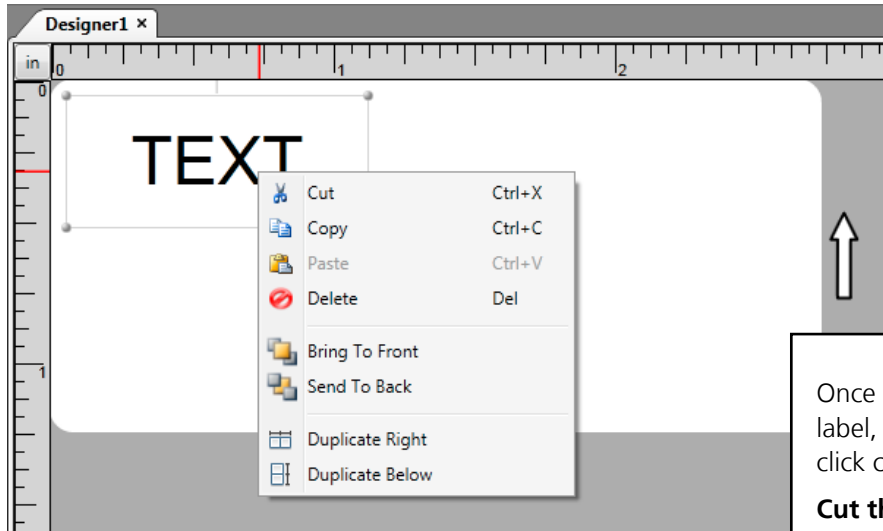 Designer1 ×
in
0 1 2
0
TEXT
Cut Ctrl+X
Copy Ctrl+C
Paste Ctrl+V
Delete Del
Bring To Front
Send To Back
1
Duplicate Right
Duplicate Below
Once
label,
click
Cut